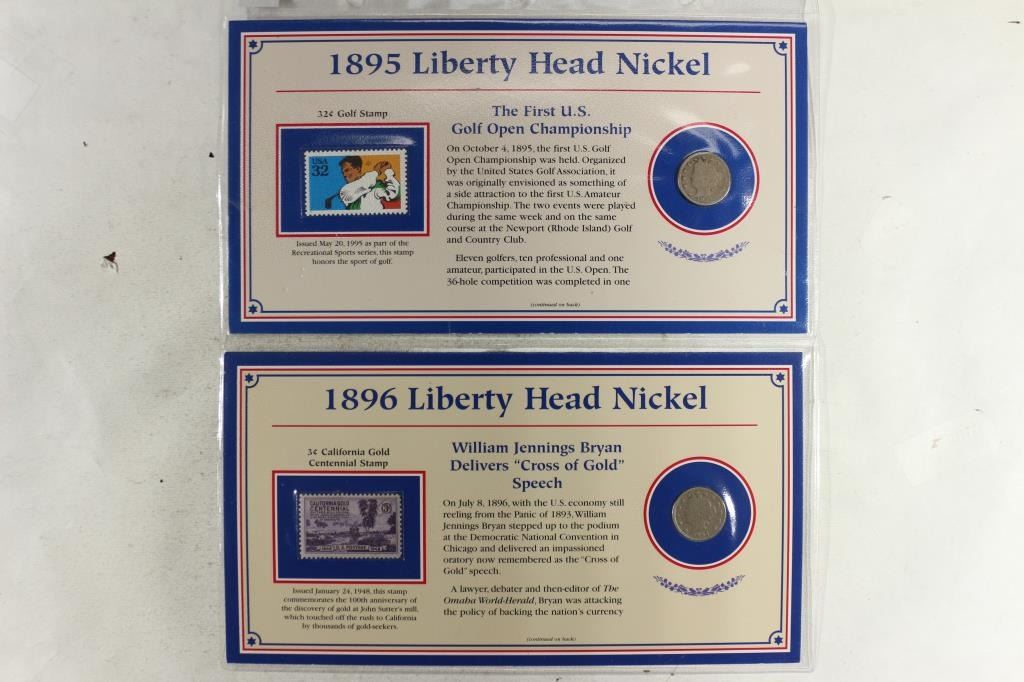 1895 Liberty Head Nickel
32¢ Golf Stamp
USA
32
Issued May 20, 1995 as part of the
Recreational Sports series, this stamp
honors the sport of golf.
The First U.S.
Golf Open Championship
On October 4, 1895, the first U.S. Golf
Open Championship was held. Organized
by the United States Golf Association, it
was originally envisioned as something of
a side attraction to the first U.S. Amateur
Championship. The two events were played
during the same week and on the same
course at the Newport (Rhode Island) Golf
and Country Club.
Eleven golfers, ten professional and one
amateur, participated in the U.S. Open. The
36-hole competition was completed in one
(continued on back)
1896 Liberty Head Nickel
3¢ California Gold
Centennial Stamp
CALIFORNIA GOLD
CENTENNIAL
1848 U.S. POSTAGE 1948
Issued January 24, 1948, this stamp
commemorates the 100th anniversary of
the discovery of gold at John Sutter's mill,
which touched off the rush to California
by thousands of gold-seekers.
William Jennings Bryan
Delivers "Cross of Gold"
Speech
On July 8, 1896, with the U.S. economy still
reeling from the Panic of 1893, William
Jennings Bryan stepped up to the podium
at the Democratic National Convention in
Chicago and delivered an impassioned
oratory now remembered as the "Cross of
Gold" speech.
A lawyer, debater and then-editor of The
Omaha World-Herald, Bryan was attacking
the policy of backing the nation's currency
(continued on back)